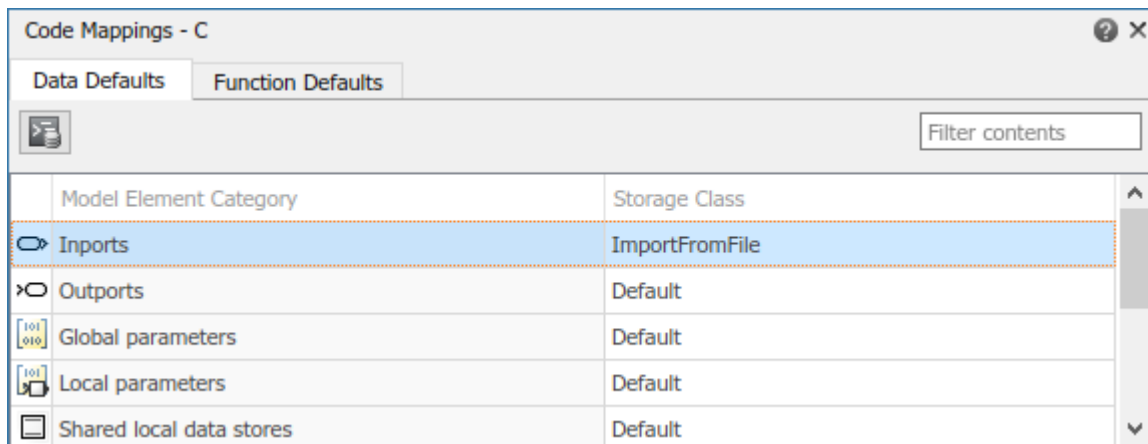 Code Mappings - C
Data Defaults Function Defaults
Filter contents
Model Element Category Storage Class
Inports ImportFromFile
Outports Default
Global parameters Default
Local parameters Default
Shared local data stores Default